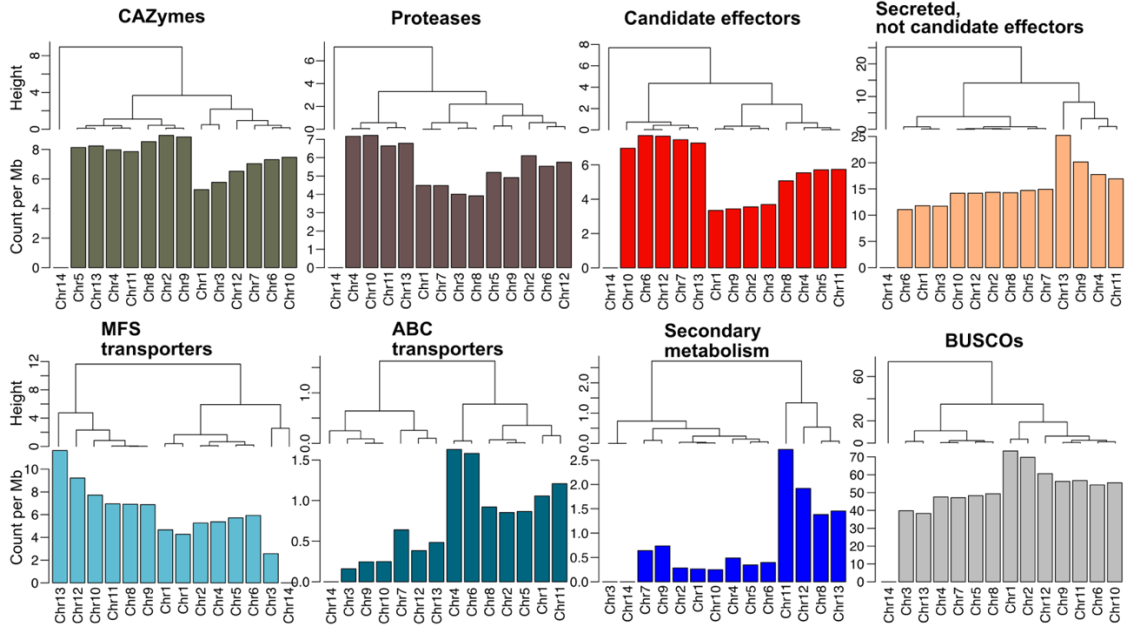 CAZymes
Height
0 4 8
Count per Mb
0 2 4 6 8
Chr14 Chr5 Chr13 Chr4 Chr11 Chr8 Chr2 Chr9 Chr1 Chr3 Chr12 Chr7 Chr6 Chr10
Proteases
0 2 4 6
0 1 2 3 4 5 6 7
Chr14 Chr4 Chr10 Chr11 Chr13 Chr1 Chr7 Chr3 Chr8 Chr5 Chr9 Chr2 Chr6 Chr12
Candidate effectors
0 2 4 6 8
0 2 4 6
Chr14 Chr10 Chr6 Chr12 Chr7 Chr13 Chr1 Chr9 Chr2 Chr3 Chr8 Chr4 Chr5 Chr11
Secreted,
not candidate effectors
0 5 15 25
0 5 10 15 20 25
Chr14 Chr6 Chr1 Chr3 Chr10 Chr12 Chr2 Chr8 Chr5 Chr7 Chr13 Chr9 Chr4 Chr11
MFS
transporters
Height
0 4 8 12
Count per Mb
0 2 4 6 8 10
Chr13 Chr12 Chr10 Chr11 Chr8 Chr9 Chr1 Chr1 Chr2 Chr4 Chr5 Chr6 Chr3 Chr14
ABC
transporters
0.0 1.0
0.0 0.5 1.0 1.5
Chr14 Chr3 Chr9 Chr10 Chr7 Chr12 Chr13 Chr4 Chr6 Chr8 Chr2 Chr5 Chr1 Chr11
Secondary
metabolism
0.0 1.0 2.0
0.0 0.5 1.0 1.5 2.0 2.5
Chr3 Chr14 Chr7 Chr9 Chr2 Chr1 Chr10 Chr4 Chr5 Chr6 Chr11 Chr12 Chr8 Chr13
BUSCOs
0 20 40 60
0 10 20 30 40 50 60 70
Chr14 Chr3 Chr13 Chr4 Chr7 Chr5 Chr8 Chr1 Chr2 Chr12 Chr9 Chr11 Chr6 Chr10